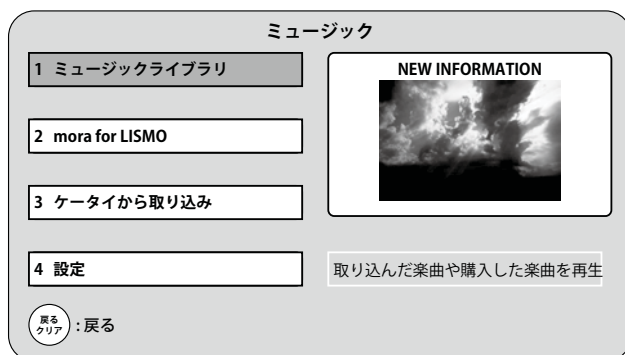 ミュージック
1 ミュージックライブラリ
2 mora for LISMO
3 ケータイから取り込み
4 設定
NEW INFORMATION
取り込んだ楽曲や購入した楽曲を再生
戻る
クリア
:戻る